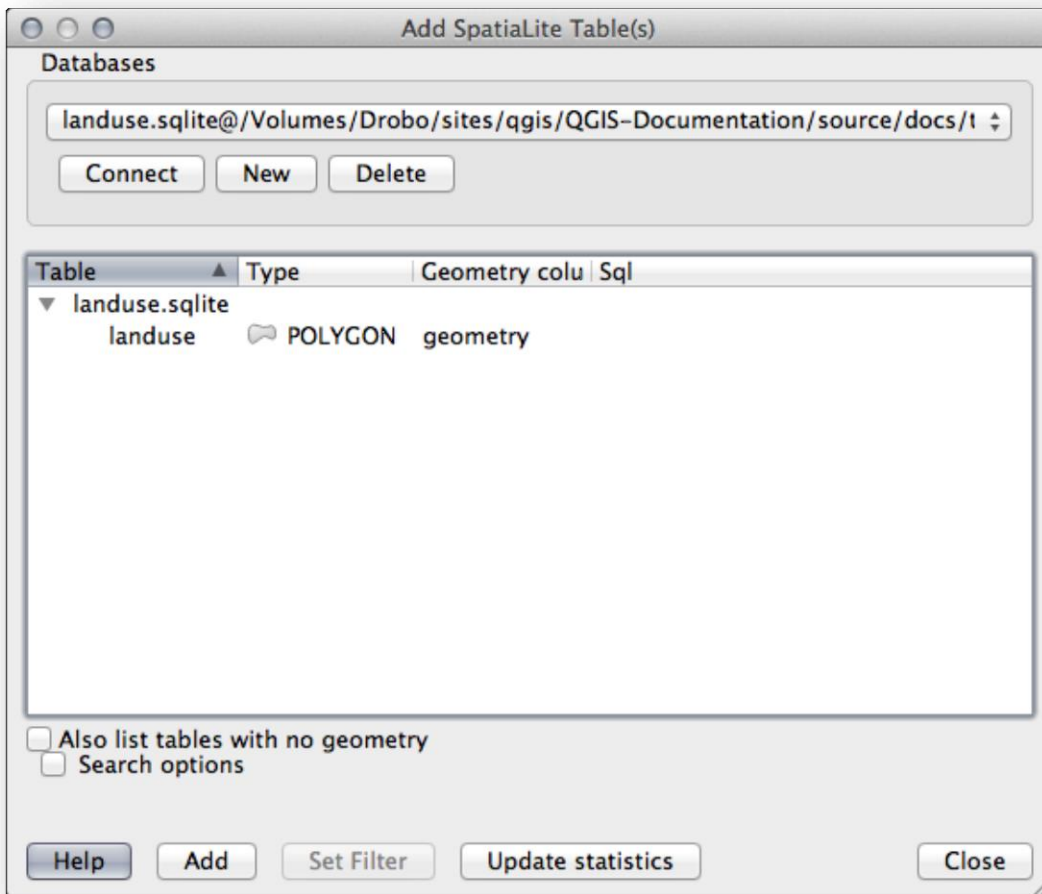 Add SpatiaLite Table(s)
Databases
landuse.sqlite@/Volumes/Drobo/sites/qgis/QGIS-Documentation/source/docs/t
Connect New Delete
Table Type Geometry colu Sql
landuse.sqlite
landuse POLYGON geometry
Also list tables with no geometry
Search options
Help Add Set Filter Update statistics Close